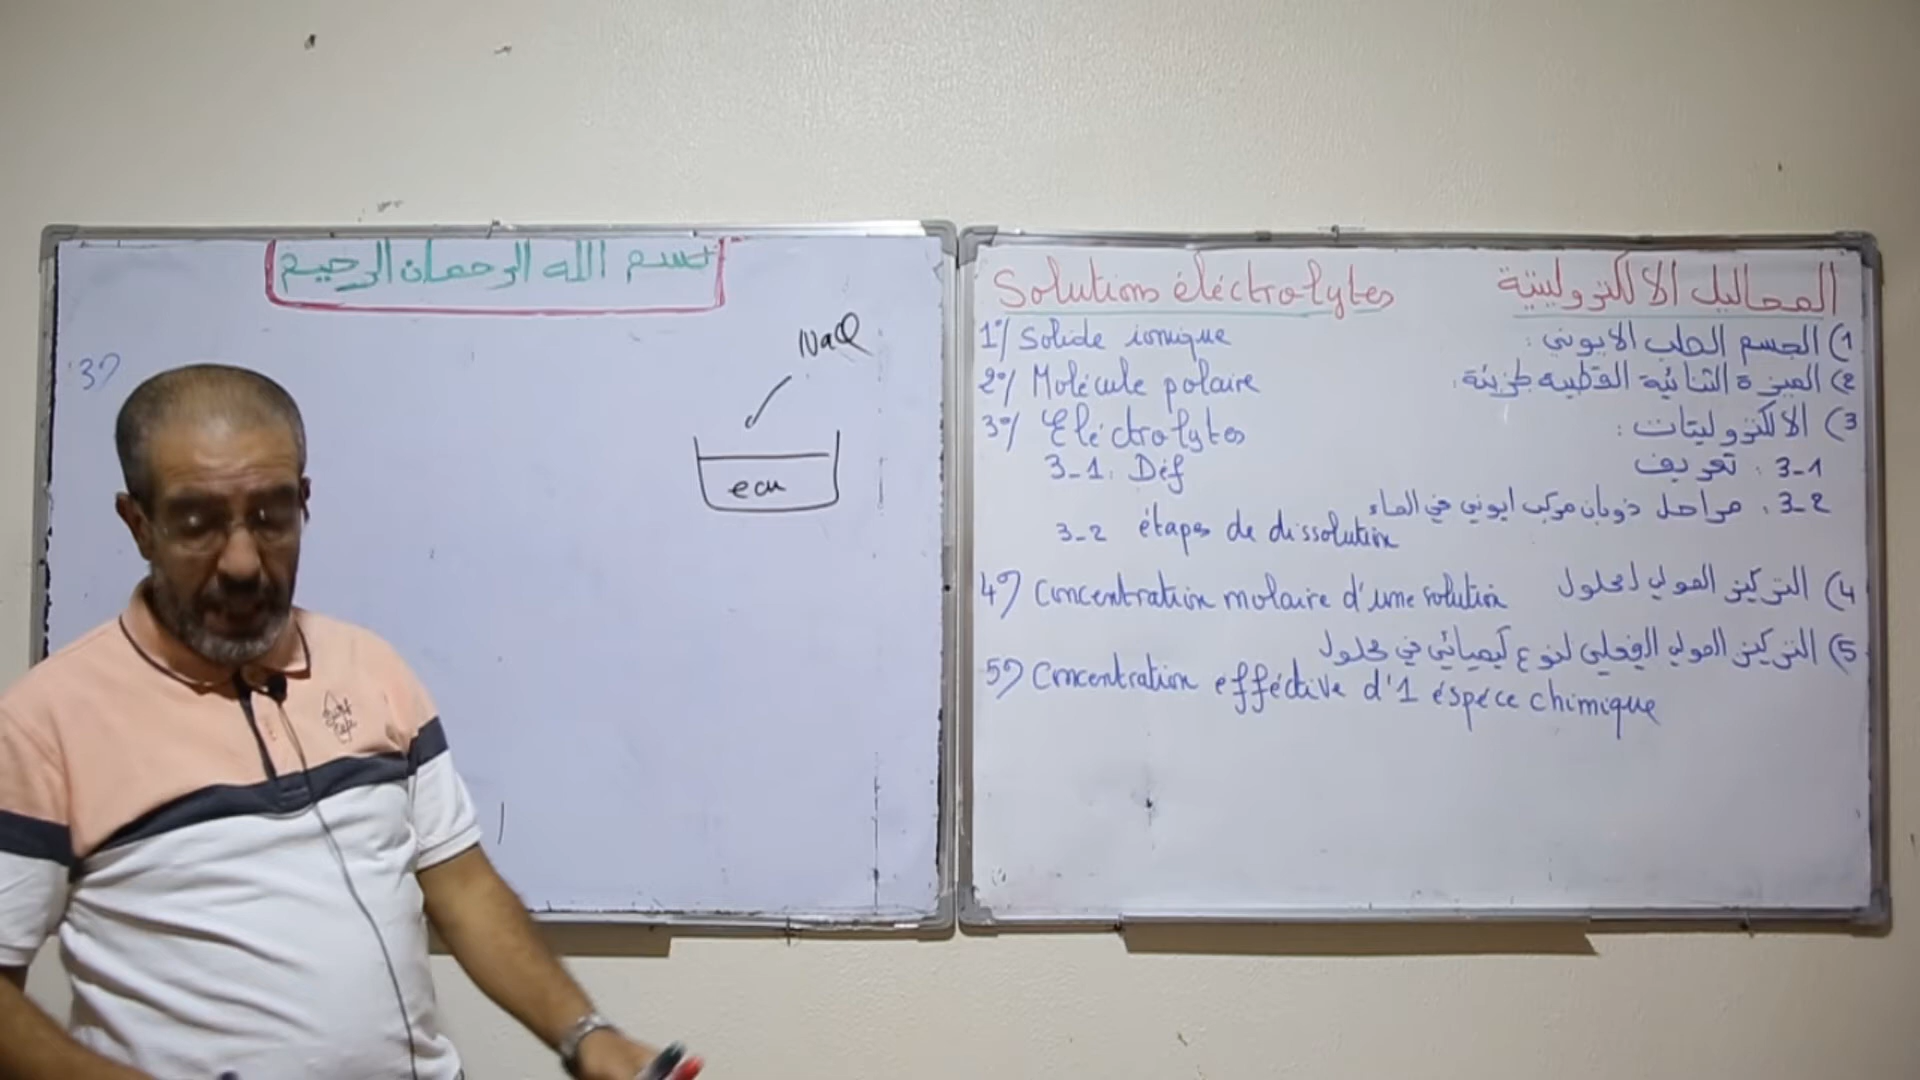 بسم الله الرحمان الرحيم
3°)
NaCl
eau
Solutions éléctrolytes
المحاليل الالكتروليتية
1°/ Solide ionique
1) الجسم الصلب الايوني :
2°/ Molécule polaire
2) الميزة الثنائية القطبية لجزيئة :
3°/ Eléctrolytes
3) الالكتروليتات :
3-1. Déf
3-1 . تعريف
3-2 . مراحل ذوبان مركب ايوني في الماء
3-2 étapes de dissolution
4°) Concentration molaire d'une solution
4) التركيز المولي لمحلول
5) التركيز المولي الفعلي لنوع كيميائي في محلول
5°) Concentration efféctive d'1 éspéce chimique